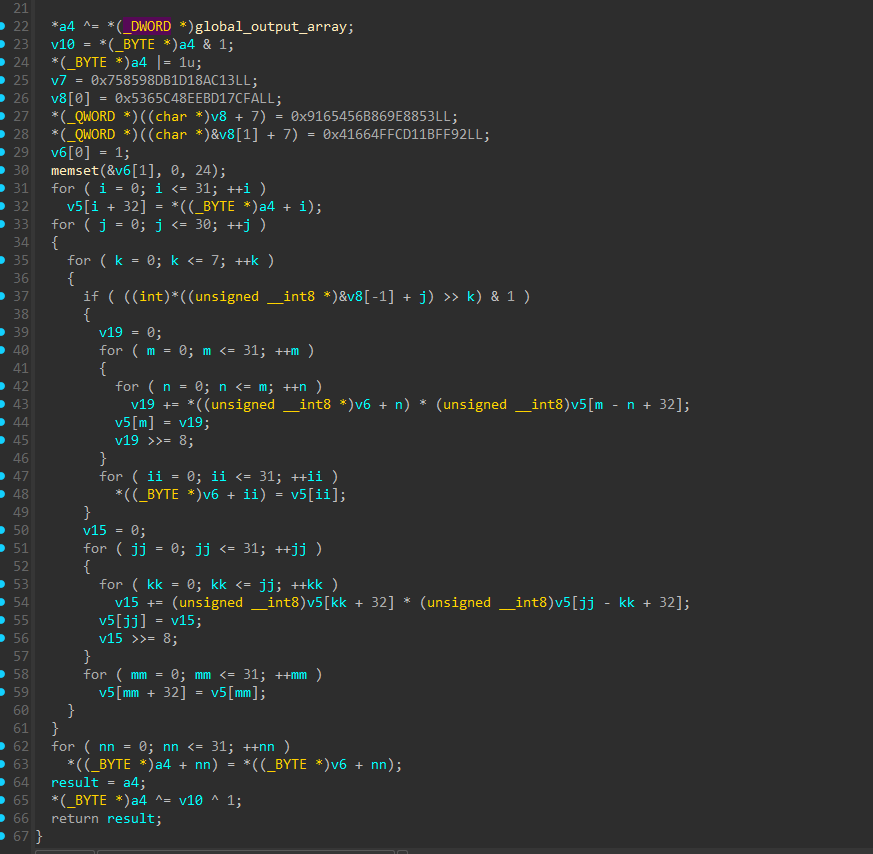 21
22 *a4 ^= *(_DWORD *)global_output_array;
23 v10 = *(_BYTE *)a4 & 1;
24 *(_BYTE *)a4 |= 1u;
25 v7 = 0x758598DB1D18AC13LL;
26 v8[0] = 0x5365C48EEBD17CFALL;
27 *(_QWORD *)((char *)v8 + 7) = 0x9165456B869E8853LL;
28 *(_QWORD *)((char *)&v8[1] + 7) = 0x41664FFCD11BFF92LL;
29 v6[0] = 1;
30 memset(&v6[1], 0, 24);
31 for ( i = 0; i <= 31; ++i )
32 v5[i + 32] = *((_BYTE *)a4 + i);
33 for ( j = 0; j <= 30; ++j )
34 {
35 for ( k = 0; k <= 7; ++k )
36 {
37 if ( ((int)*((unsigned __int8 *)&v8[-1] + j) >> k) & 1 )
38 {
39 v19 = 0;
40 for ( m = 0; m <= 31; ++m )
41 {
42 for ( n = 0; n <= m; ++n )
43 v19 += *((unsigned __int8 *)v6 + n) * (unsigned __int8)v5[m - n + 32];
44 v5[m] = v19;
45 v19 >>= 8;
46 }
47 for ( ii = 0; ii <= 31; ++ii )
48 *((_BYTE *)v6 + ii) = v5[ii];
49 }
50 v15 = 0;
51 for ( jj = 0; jj <= 31; ++jj )
52 {
53 for ( kk = 0; kk <= jj; ++kk )
54 v15 += (unsigned __int8)v5[kk + 32] * (unsigned __int8)v5[jj - kk + 32];
55 v5[jj] = v15;
56 v15 >>= 8;
57 }
58 for ( mm = 0; mm <= 31; ++mm )
59 v5[mm + 32] = v5[mm];
60 }
61 }
62 for ( nn = 0; nn <= 31; ++nn )
63 *((_BYTE *)a4 + nn) = *((_BYTE *)v6 + nn);
64 result = a4;
65 *(_BYTE *)a4 ^= v10 ^ 1;
66 return result;
67 }